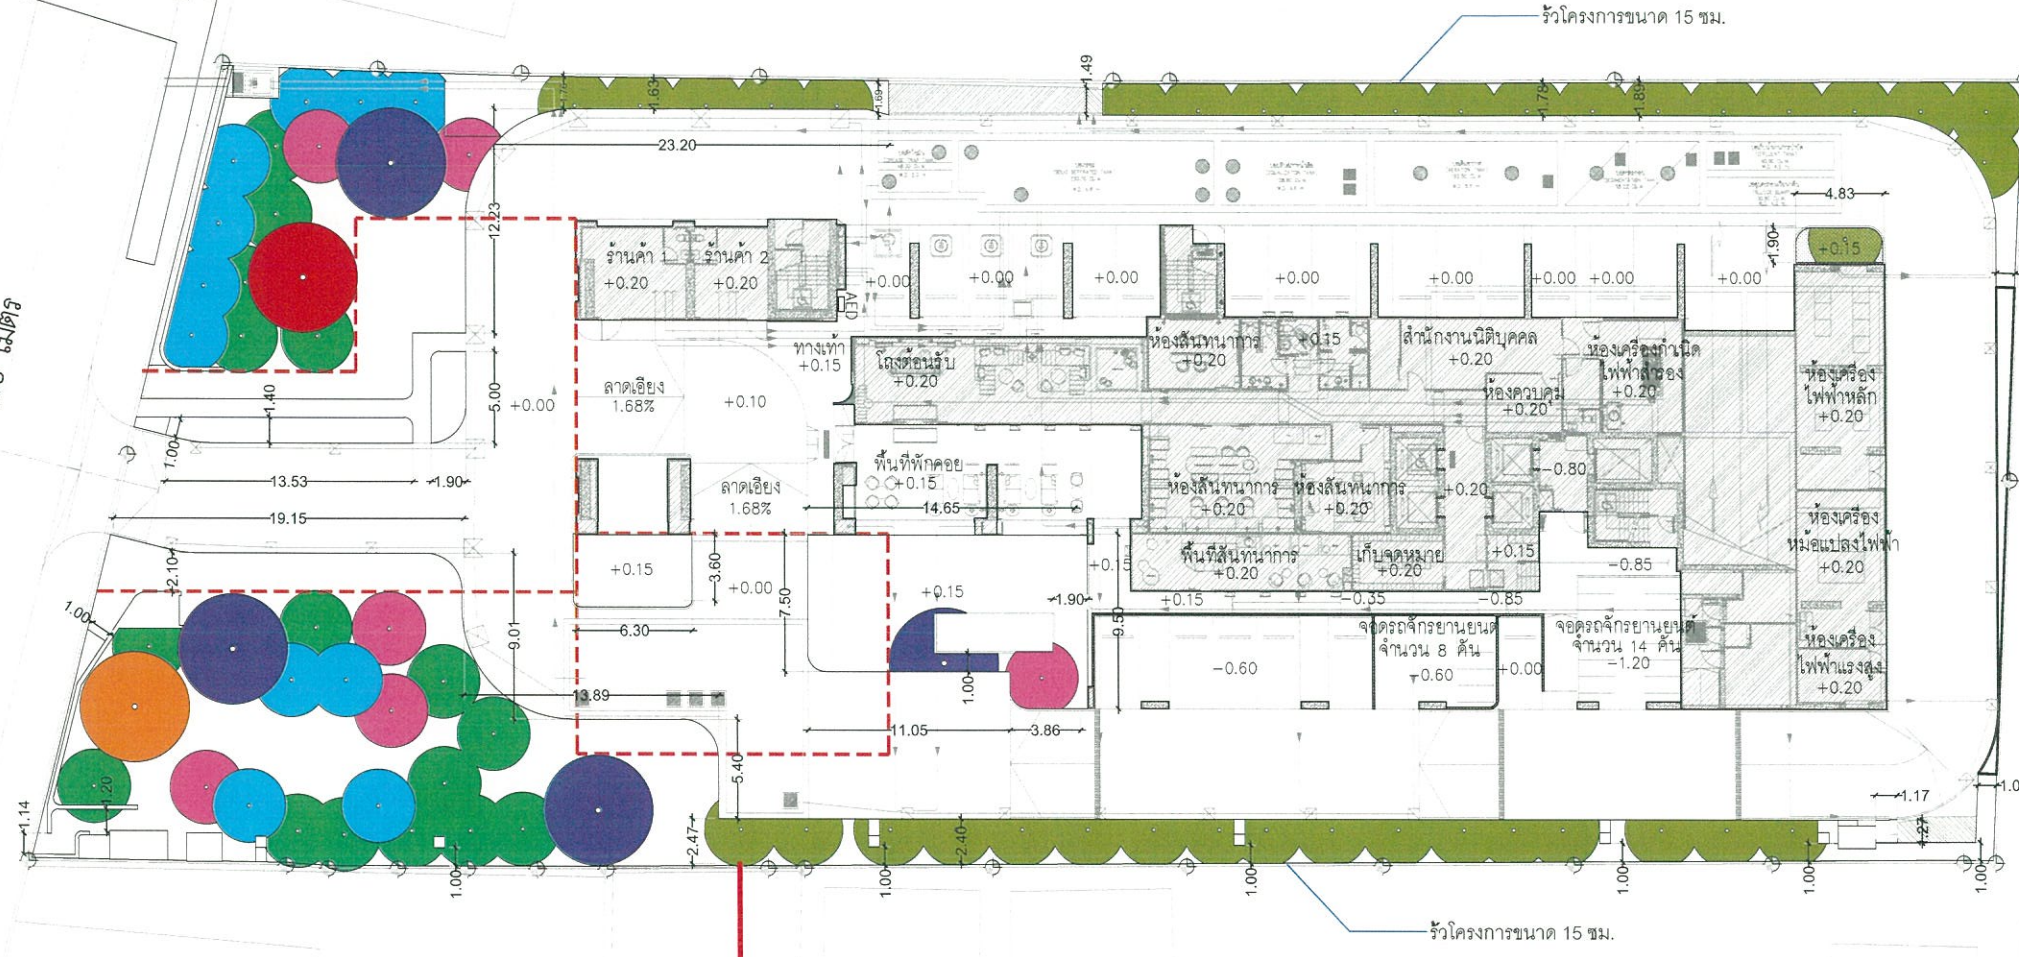 รั้วโครงการขนาด 15 ซม.
1.49
1.63
1.69
1.78
1.89
23.20
12.23
4.83
1.90
+0.15
ร้านค้า 1
+0.20
ร้านค้า 2
+0.20
AED
+0.00
+0.00
+0.00
+0.00
+0.00
+0.00
+0.00
+0.00
เมตร
ทางเท้า
+0.15
โถงต้อนรับ
+0.20
ห้องสันทนาการ
+0.20
+0.15
สำนักงานนิติบุคคล
+0.20
ห้องเครื่องกำเนิด
ไฟฟ้าสำรอง
+0.20
ห้องควบคุม
+0.20
ห้องเครื่อง
ไฟฟ้าหลัก
+0.20
ลาดเอียง
1.68%
+0.10
+0.00
5.00
1.40
1.00
13.53
1.90
19.15
พื้นที่พักคอย
+0.15
14.65
ลาดเอียง
1.68%
ห้องสันทนาการ
+0.20
ห้องสันทนาการ
+0.20
+0.20
-0.80
ห้องเครื่อง
หม้อแปลงไฟฟ้า
+0.20
พื้นที่สันทนาการ
+0.20
เก็บจดหมาย
+0.20
+0.15
-0.85
2.10
+0.15
3.60
+0.00
7.50
+0.15
+0.15
1.90
9.50
+0.15
-0.35
-0.85
1.00
9.01
6.30
-0.60
จอดรถจักรยานยนต์
จำนวน 8 คัน
-0.60
+0.00
จอดรถจักรยานยนต์
จำนวน 14 คัน
-1.20
ห้องเครื่อง
ไฟฟ้าแรงสูง
+0.20
13.89
1.00
11.05
3.86
5.40
1.20
1.14
2.47
2.40
1.17
1.27
1.00
1.00
1.00
1.00
1.00
1.00
รั้วโครงการขนาด 15 ซม.